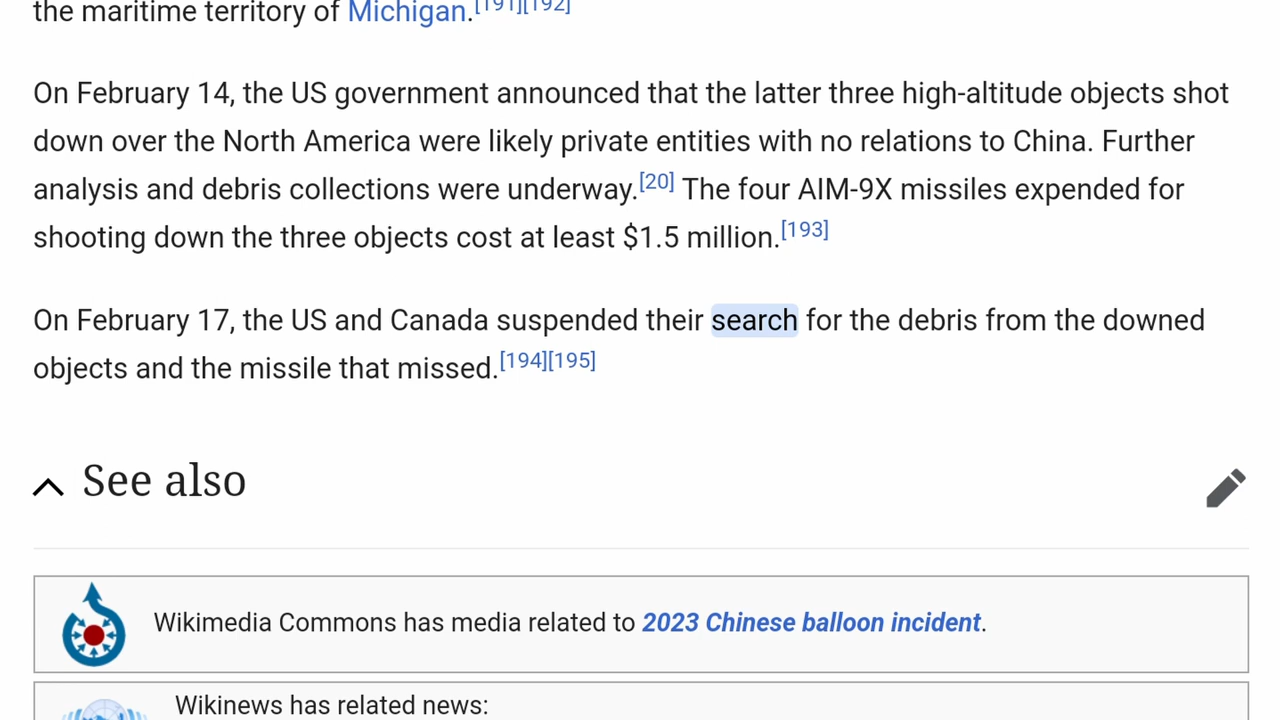 the maritime territory of Michigan.[191][192]
On February 14, the US government announced that the latter three high-altitude objects shot
down over the North America were likely private entities with no relations to China. Further
analysis and debris collections were underway.[20] The four AIM-9X missiles expended for
shooting down the three objects cost at least $1.5 million.[193]
On February 17, the US and Canada suspended their search for the debris from the downed
objects and the missile that missed.[194][195]
See also
Wikimedia Commons has media related to 2023 Chinese balloon incident.
Wikinews has related news: